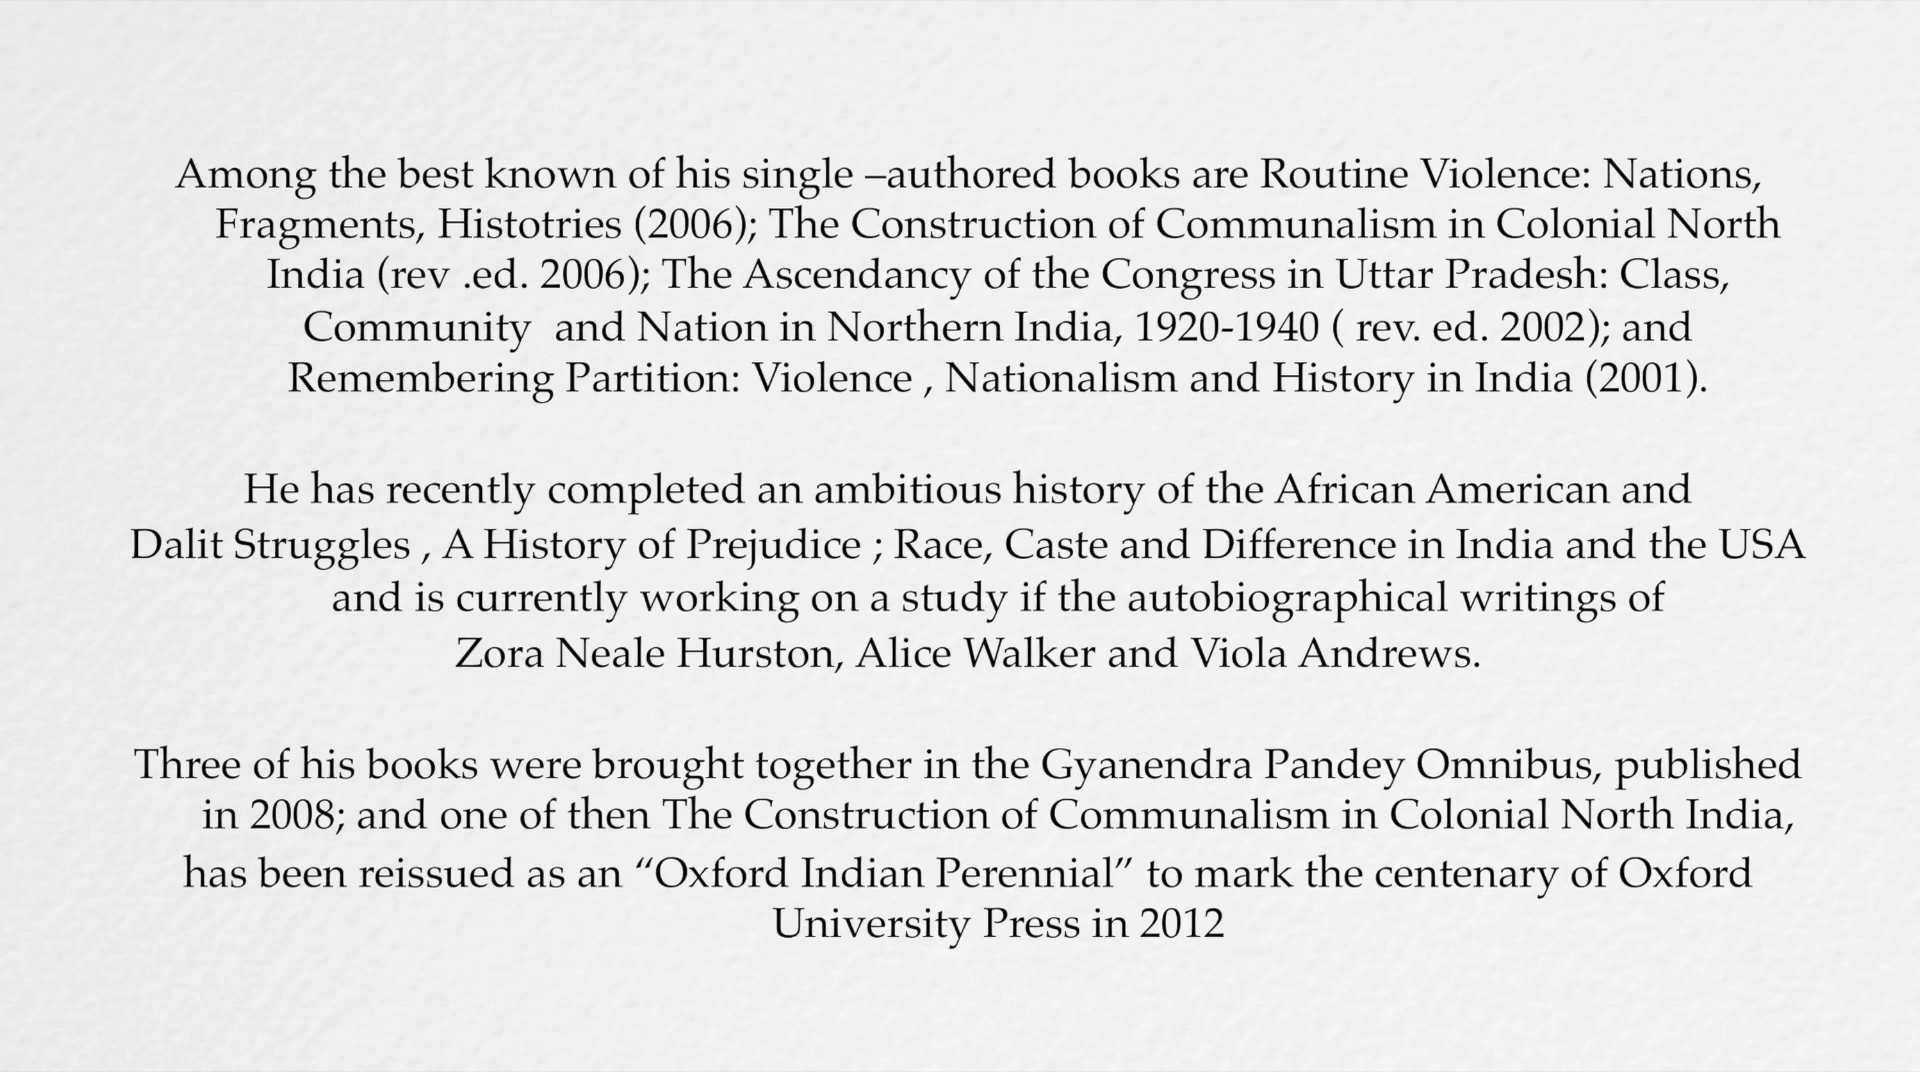 Among the best known of his single –authored books are Routine Violence: Nations,
Fragments, Histotries (2006); The Construction of Communalism in Colonial North
India (rev .ed. 2006); The Ascendancy of the Congress in Uttar Pradesh: Class,
Community  and Nation in Northern India, 1920-1940 ( rev. ed. 2002); and
Remembering Partition: Violence , Nationalism and History in India (2001).
He has recently completed an ambitious history of the African American and
Dalit Struggles , A History of Prejudice ; Race, Caste and Difference in India and the USA
and is currently working on a study if the autobiographical writings of
Zora Neale Hurston, Alice Walker and Viola Andrews.
Three of his books were brought together in the Gyanendra Pandey Omnibus, published
in 2008; and one of then The Construction of Communalism in Colonial North India,
has been reissued as an “Oxford Indian Perennial” to mark the centenary of Oxford
University Press in 2012